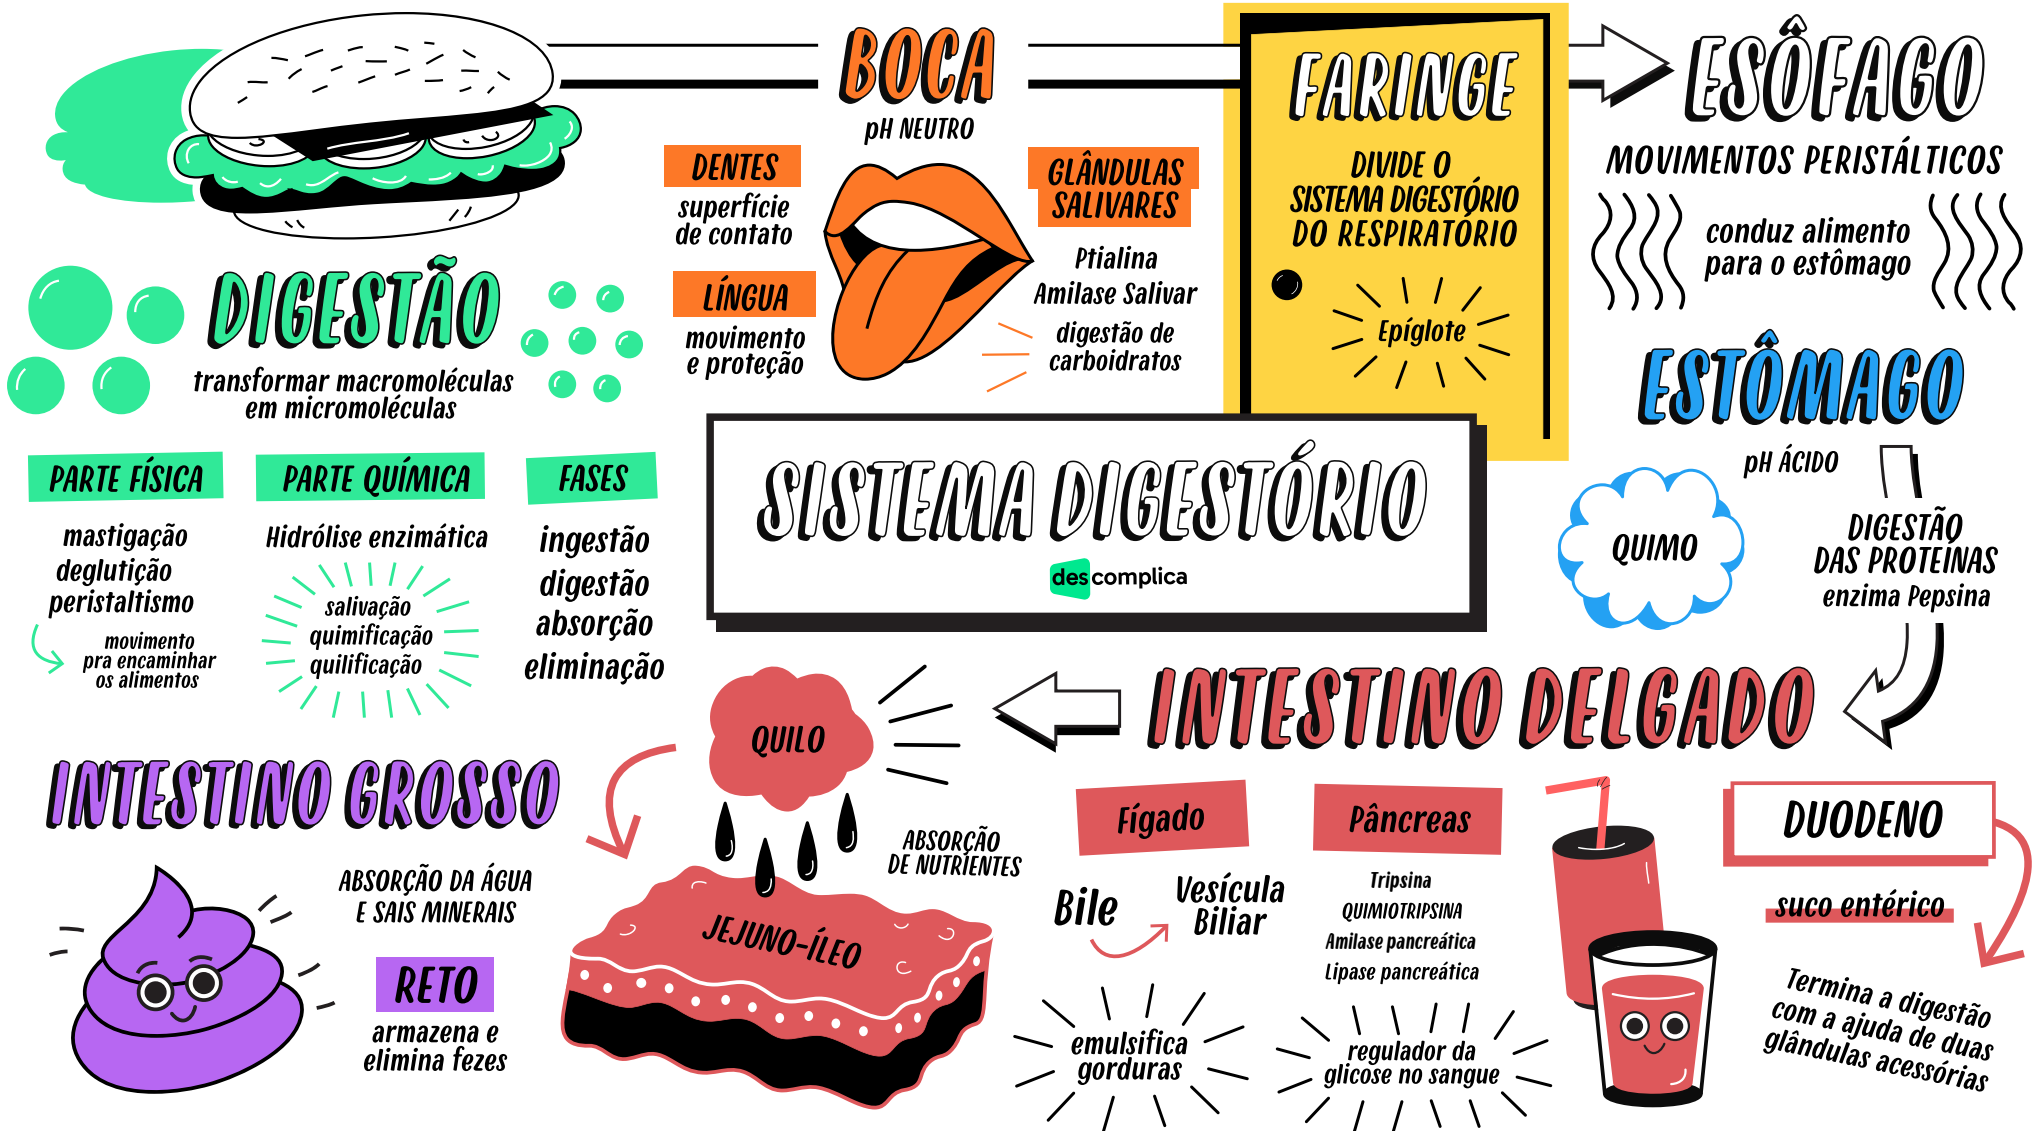 BOCA
pH NEUTRO
DENTES
superfície
de contato
LÍNGUA
movimento
e proteção
GLÂNDULAS
SALIVARES
Ptialina
Amilase Salivar
digestão de
carboidratos
FARINGE
DIVIDE O
SISTEMA DIGESTÓRIO
DO RESPIRATÓRIO
Epíglote
ESÔFAGO
MOVIMENTOS PERISTÁLTICOS
conduz alimento
para o estômago
DIGESTÃO
transformar macromoléculas
em micromoléculas
PARTE FÍSICA
mastigação
deglutição
peristaltismo
movimento
pra encaminhar
os alimentos
PARTE QUÍMICA
Hidrólise enzimática
salivação
quimificação
quilificação
FASES
ingestão
digestão
absorção
eliminação
SISTEMA DIGESTÓRIO
descomplica
ESTÔMAGO
pH ÁCIDO
QUIMO
DIGESTÃO
DAS PROTEÍNAS
enzima Pepsina
INTESTINO DELGADO
DUODENO
suco entérico
Termina a digestão
com a ajuda de duas
glândulas acessórias
Pâncreas
Tripsina
QUIMIOTRIPSINA
Amilase pancreática
Lipase pancreática
regulador da
glicose no sangue
Fígado
Bile
Vesícula
Biliar
emulsifica
gorduras
QUILO
ABSORÇÃO
DE NUTRIENTES
JEJUNO-ÍLEO
INTESTINO GROSSO
ABSORÇÃO DA ÁGUA
E SAIS MINERAIS
RETO
armazena e
elimina fezes